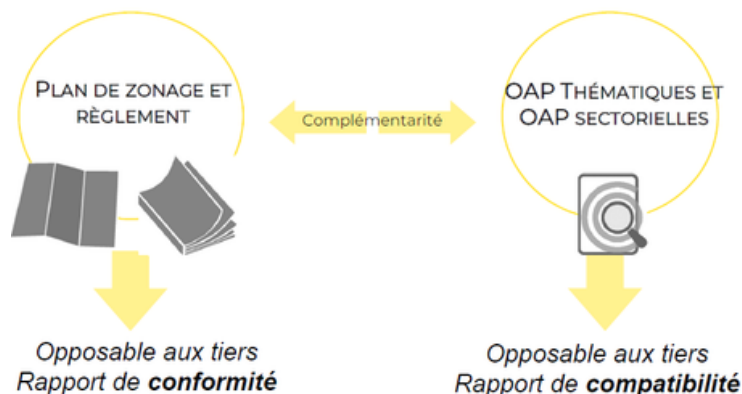 PLAN DE ZONAGE ET
RÈGLEMENT
Complémentarité
OAP THÉMATIQUES ET
OAP SECTORIELLES
Opposable aux tiers
Rapport de conformité
Opposable aux tiers
Rapport de compatibilité